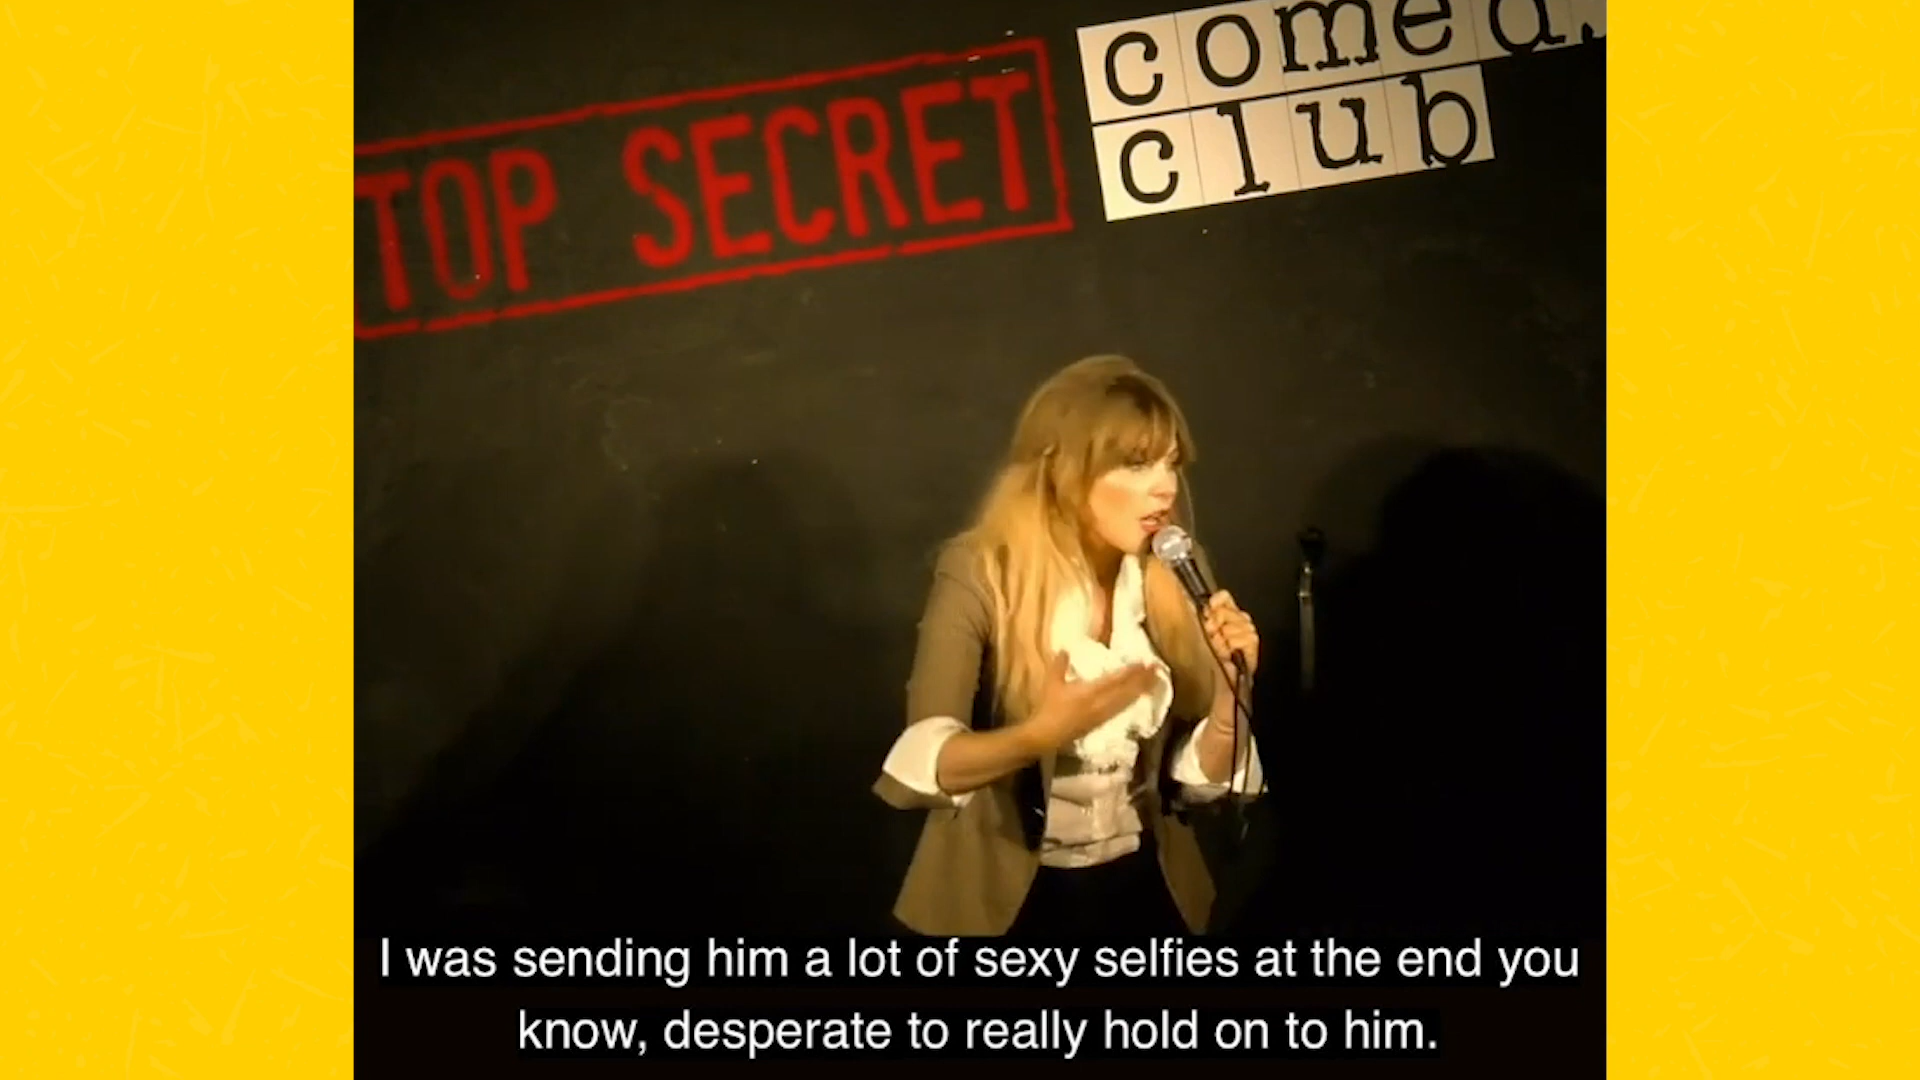 TOP SECRET
comed
club
I was sending him a lot of sexy selfies at the end you
know, desperate to really hold on to him.